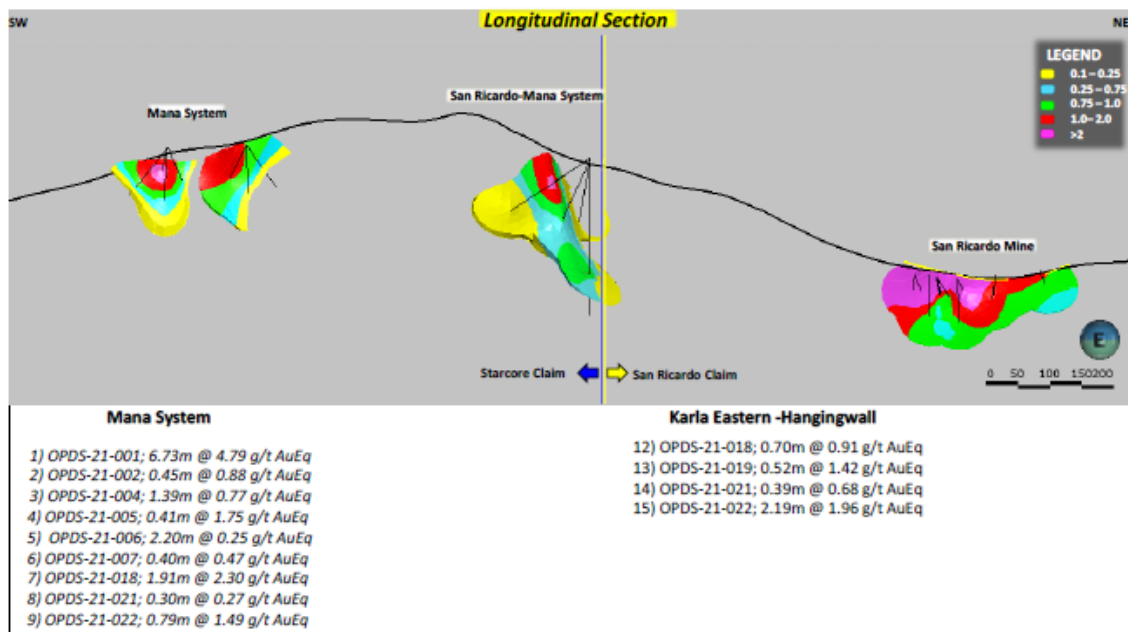 Longitudinal Section
SW
NE
LEGEND
0.1 – 0.25
0.25 – 0.75
0.75 – 1.0
1.0 – 2.0
>2
San Ricardo-Mana System
Mana System
San Ricardo Mine
E
Starcore Claim
San Ricardo Claim
0 50 100 150200
Mana System
1) OPDS-21-001; 6.73m @ 4.79 g/t AuEq
2) OPDS-21-002; 0.45m @ 0.88 g/t AuEq
3) OPDS-21-004; 1.39m @ 0.77 g/t AuEq
4) OPDS-21-005; 0.41m @ 1.75 g/t AuEq
5) OPDS-21-006; 2.20m @ 0.25 g/t AuEq
6) OPDS-21-007; 0.40m @ 0.47 g/t AuEq
7) OPDS-21-018; 1.91m @ 2.30 g/t AuEq
8) OPDS-21-021; 0.30m @ 0.27 g/t AuEq
9) OPDS-21-022; 0.79m @ 1.49 g/t AuEq
Karla Eastern -Hangingwall
12) OPDS-21-018; 0.70m @ 0.91 g/t AuEq
13) OPDS-21-019; 0.52m @ 1.42 g/t AuEq
14) OPDS-21-021; 0.39m @ 0.68 g/t AuEq
15) OPDS-21-022; 2.19m @ 1.96 g/t AuEq